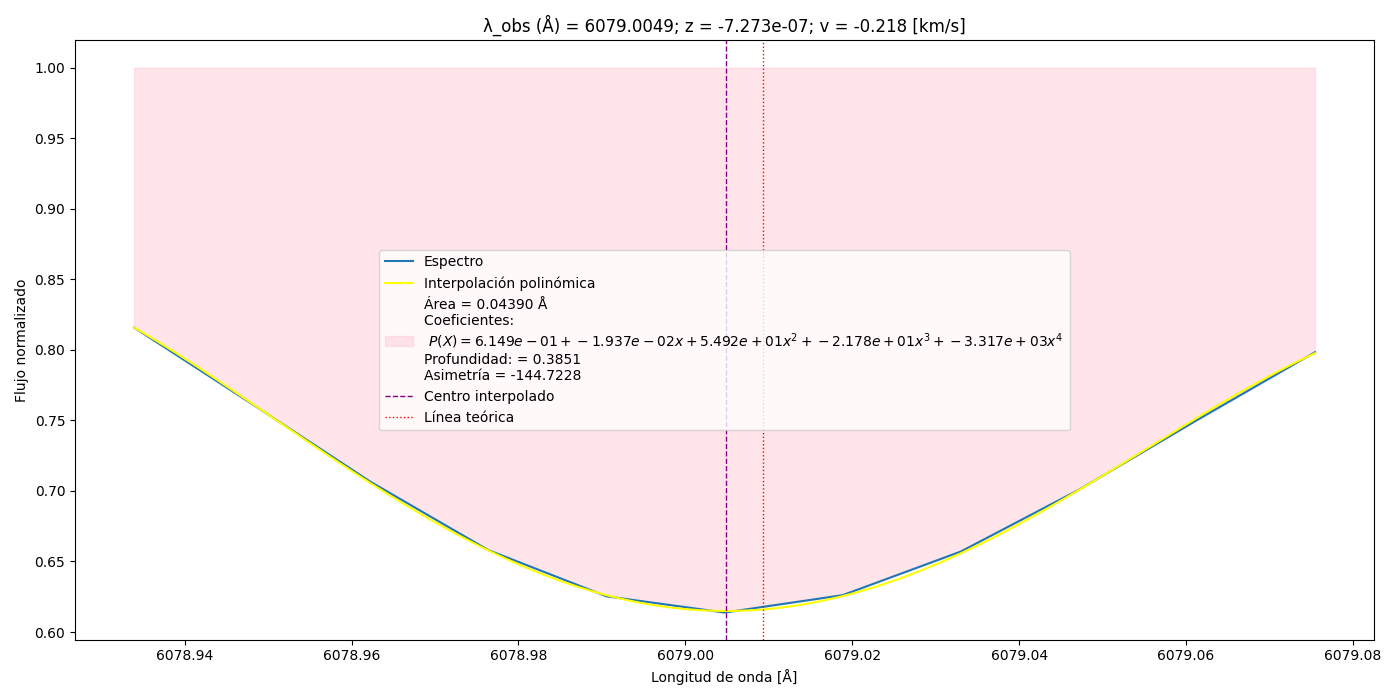 λ_obs (Å) = 6079.0049; z = -7.273e-07; v = -0.218 [km/s]
Flujo normalizado
1.00
0.95
0.90
0.85
0.80
0.75
0.70
0.65
0.60
Espectro
Interpolación polinómica
Área = 0.04390 Å
Coeficientes:
P(X) = 6.149e − 01 + −1.937e − 02x + 5.492e + 01x² + −2.178e + 01x³ + −3.317e + 03x⁴
Profundidad: = 0.3851
Asimetría = -144.7228
Centro interpolado
Línea teórica
6078.94
6078.96
6078.98
6079.00
6079.02
6079.04
6079.06
6079.08
Longitud de onda [Å]